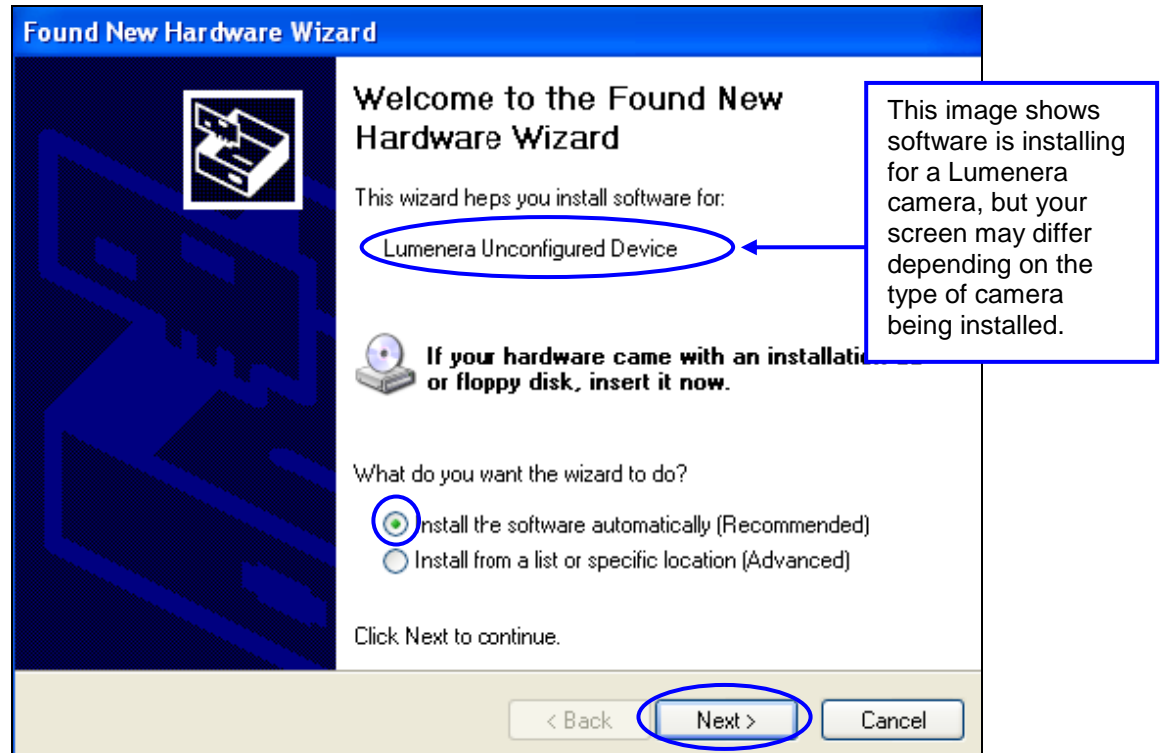 Found New Hardware Wizard
Welcome to the Found New
Hardware Wizard
This wizard heps you install software for:
Lumenera Unconfigured Device
This image shows
software is installing
for a Lumenera
camera, but your
screen may differ
depending on the
type of camera
being installed.
If your hardware came with an
or floppy disk, insert it now.
What do you want the wizard to do?
Install the software automatically (Recommended)
Install from a list or specific location (Advanced)
Click Next to continue.
< Back
Next >
Cancel